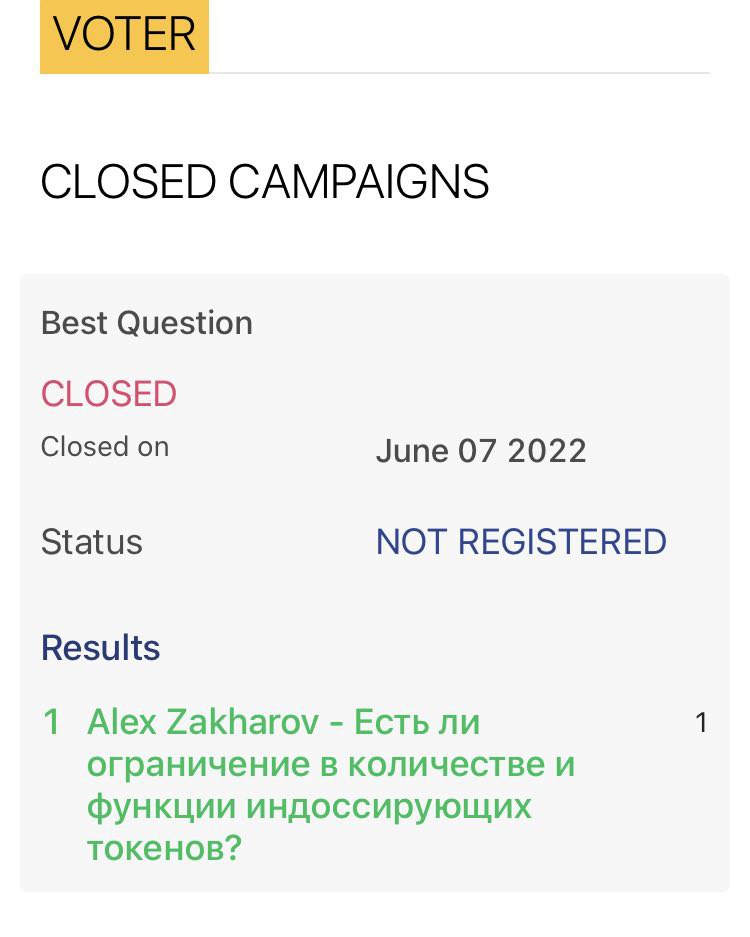 VOTER
CLOSED CAMPAIGNS
Best Question
CLOSED
Closed on June 07 2022
Status NOT REGISTERED
Results
1 Alex Zakharov - Есть ли 1
ограничение в количестве и
функции индоссирующих
токенов?